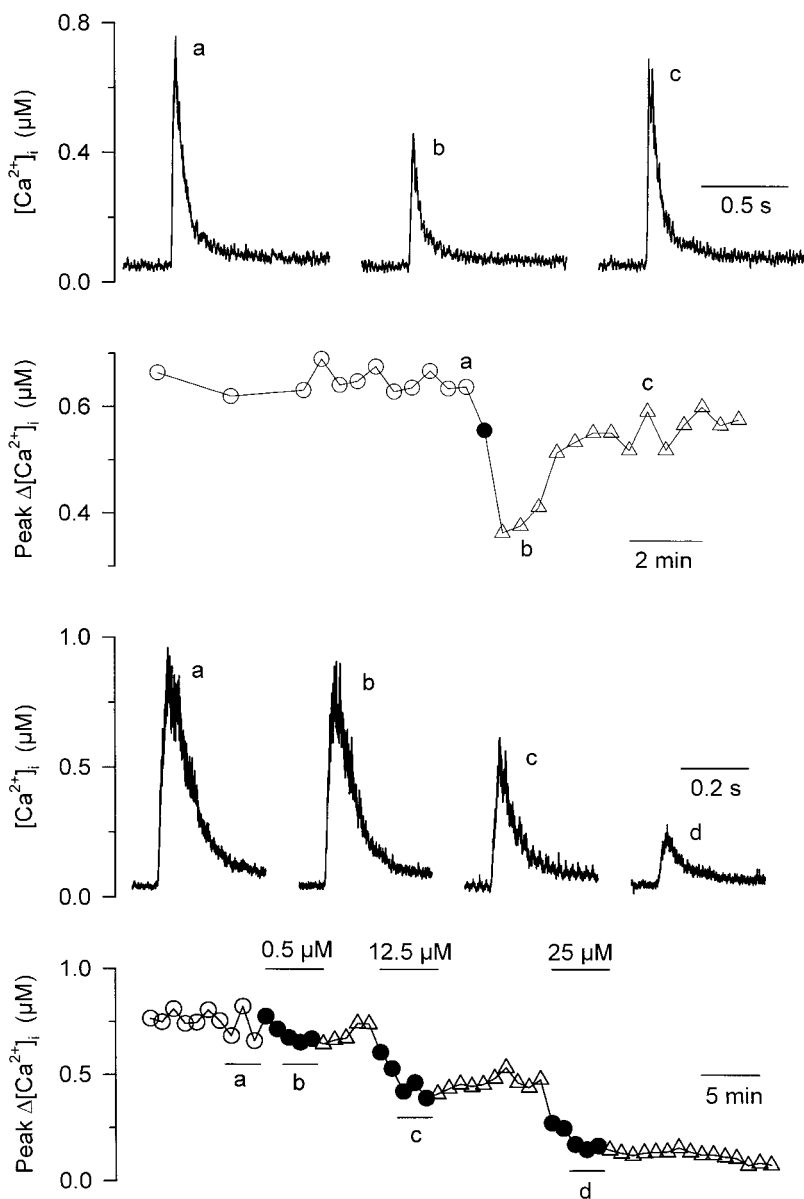 0.8
a
b
c
0.4
0.5 s
0.0
[Ca²⁺]ᵢ (µM)
a
c
0.6
0.4
b
2 min
Peak Δ[Ca²⁺]ᵢ (µM)
1.0
a
b
c
0.5
0.2 s
d
0.0
[Ca²⁺]ᵢ (µM)
0.5 µM
12.5 µM
25 µM
1.0
0.5
a
b
c
5 min
0.0
d
Peak Δ[Ca²⁺]ᵢ (µM)